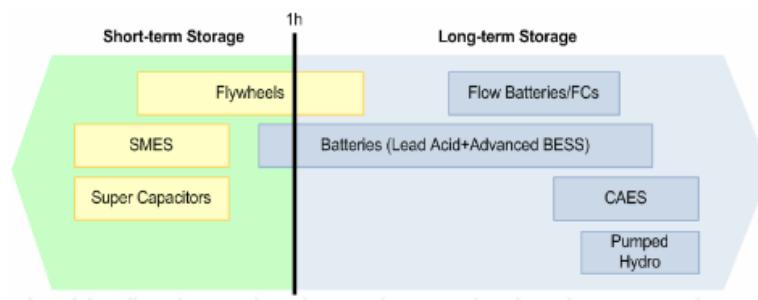 1h
Short-term Storage
Long-term Storage
Flywheels
Flow Batteries/FCs
SMES
Batteries (Lead Acid+Advanced BESS)
Super Capacitors
CAES
Pumped
Hydro